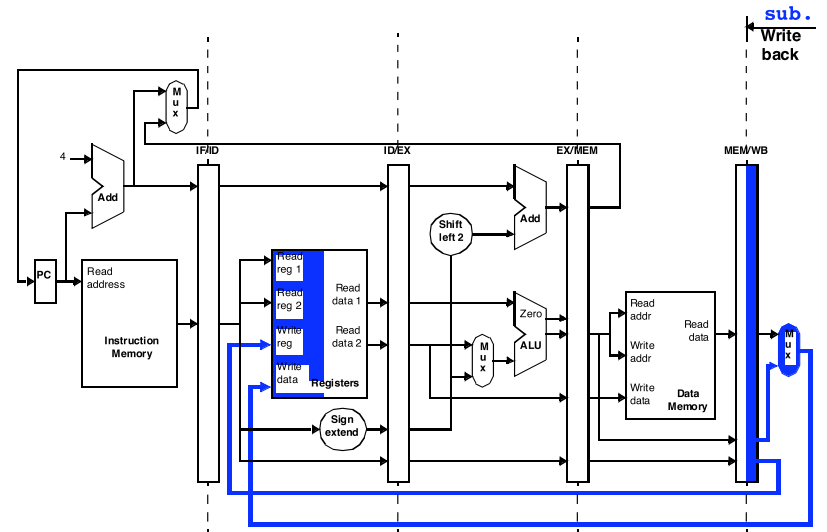 sub.
Write
back
M
u
x
IF/ID
ID/EX
EX/MEM
MEM/WB
4
Add
Shift
left 2
Add
PC
Read
address
Instruction
Memory
Read
reg 1
Read
reg 2
Write
reg
Write
data
Read
data 1
Read
data 2
Registers
Sign
extend
M
u
x
Zero
ALU
Read
addr
Write
addr
Write
data
Read
data
Data
Memory
M
u
x